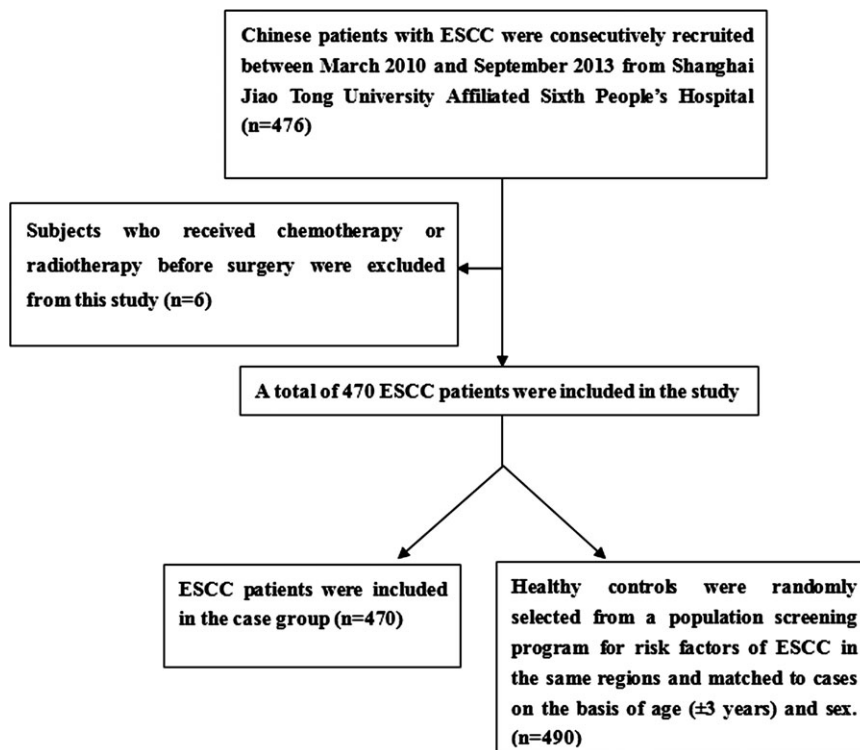 Chinese patients with ESCC were consecutively recruited
between March 2010 and September 2013 from Shanghai
Jiao Tong University Affiliated Sixth People's Hospital
(n=476)
Subjects who received chemotherapy or
radiotherapy before surgery were excluded
from this study (n=6)
A total of 470 ESCC patients were included in the study
ESCC patients were included
in the case group (n=470)
Healthy controls were randomly
selected from a population screening
program for risk factors of ESCC in
the same regions and matched to cases
on the basis of age (±3 years) and sex.
(n=490)